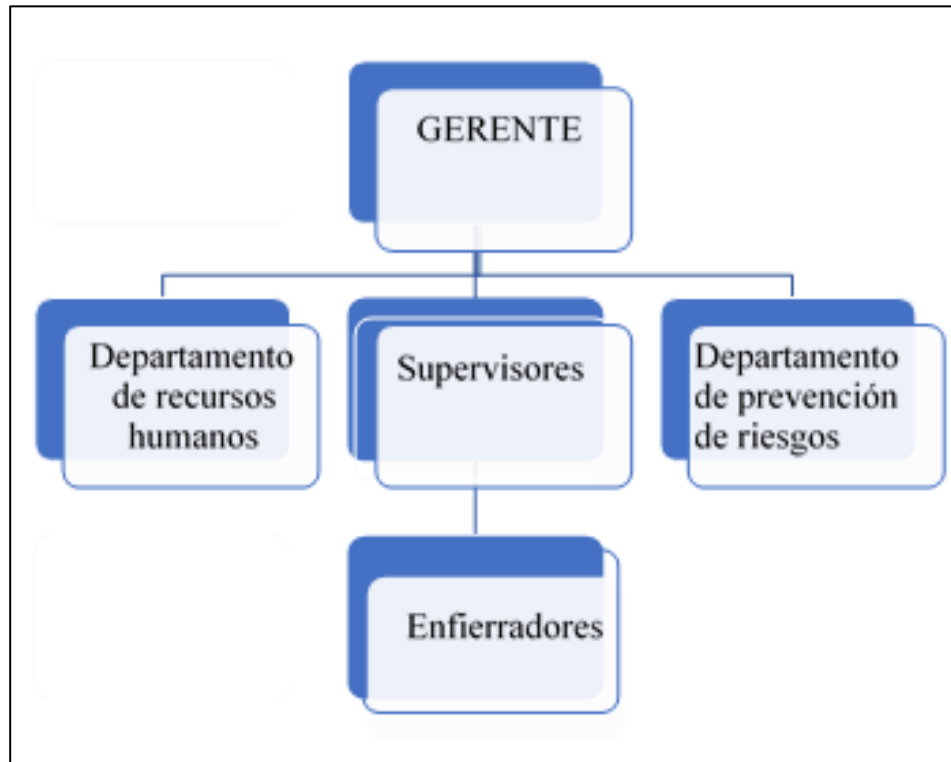 GERENTE
Departamento
de recursos
humanos
Supervisores
Departamento
de prevención
de riesgos
Enfierradores